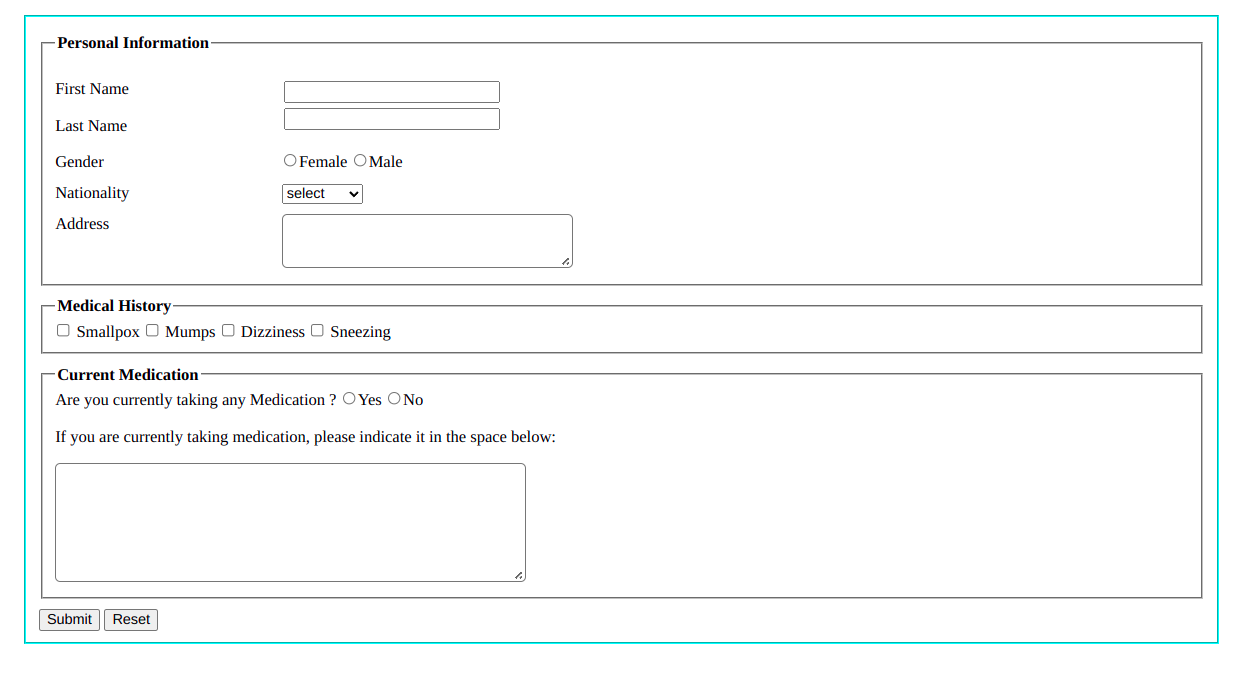 Personal Information
First Name
Last Name
Gender Female Male
Nationality select
Address
Medical History
Smallpox Mumps Dizziness Sneezing
Current Medication
Are you currently taking any Medication ? Yes No
If you are currently taking medication, please indicate it in the space below:
Submit Reset